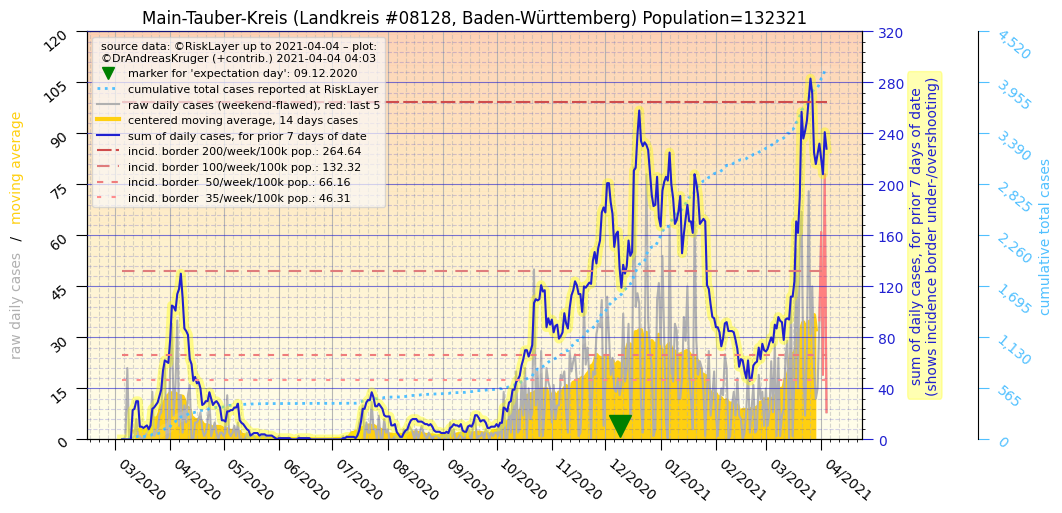 Main-Tauber-Kreis (Landkreis #08128, Baden-Württemberg) Population=132321
source data: ©RiskLayer up to 2021-04-04 – plot:
©DrAndreasKruger (+contrib.) 2021-04-04 04:03
marker for 'expectation day': 09.12.2020
cumulative total cases reported at RiskLayer
raw daily cases (weekend-flawed), red: last 5
centered moving average, 14 days cases
sum of daily cases, for prior 7 days of date
incid. border 200/week/100k pop.: 264.64
incid. border 100/week/100k pop.: 132.32
incid. border  50/week/100k pop.: 66.16
incid. border  35/week/100k pop.: 46.31
raw daily cases / moving average
120
105
90
75
60
45
30
15
0
03/2020
04/2020
05/2020
06/2020
07/2020
08/2020
09/2020
10/2020
11/2020
12/2020
01/2021
02/2021
03/2021
04/2021
320
280
240
200
160
120
80
40
0
sum of daily cases, for prior 7 days of date
(shows incidence border under-/overshooting)
4,520
3,955
3,390
2,825
2,260
1,695
1,130
565
0
cumulative total cases